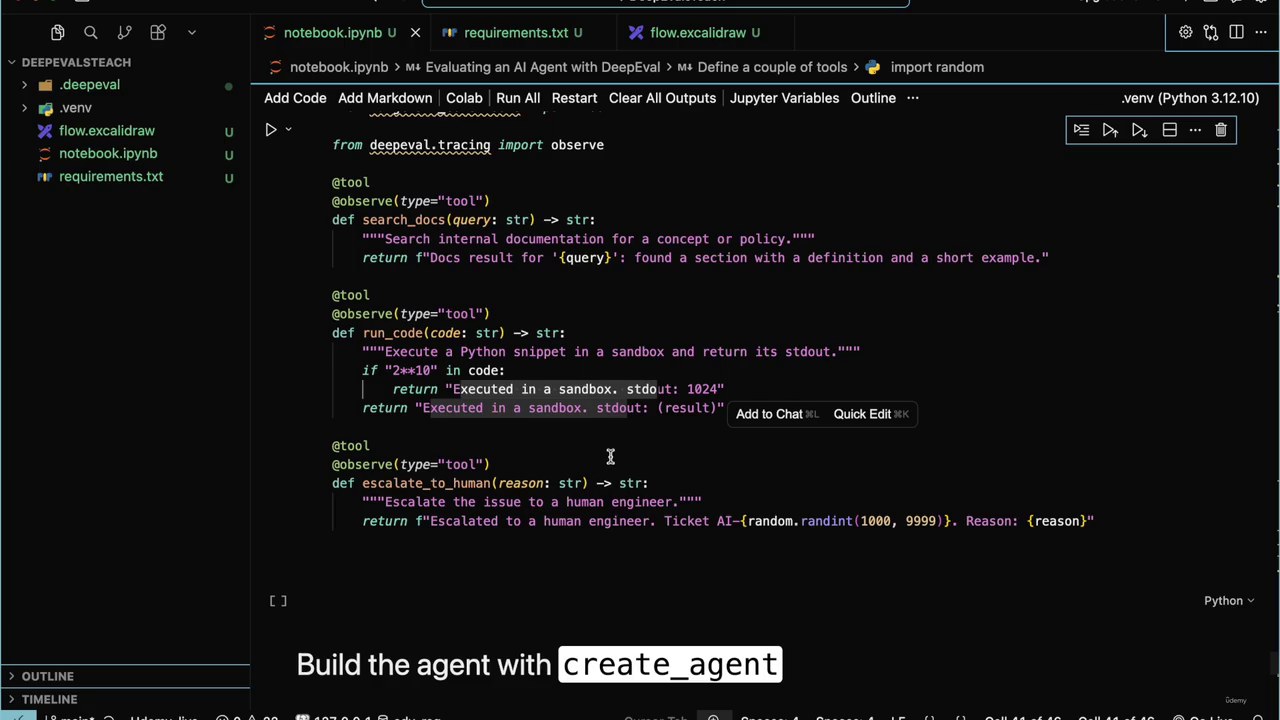 notebook.ipynb U
requirements.txt U
flow.excalidraw U
DEEPEVALSTEACH
.deepeval
.venv
flow.excalidraw U
notebook.ipynb U
requirements.txt U
OUTLINE
TIMELINE
notebook.ipynb > M↓ Evaluating an AI Agent with DeepEval > M↓ Define a couple of tools > import random
Add Code Add Markdown Colab Run All Restart Clear All Outputs Jupyter Variables Outline ... .venv (Python 3.12.10)
from deepeval.tracing import observe
@tool
@observe(type="tool")
def search_docs(query: str) -> str:
"""Search internal documentation for a concept or policy."""
return f"Docs result for '{query}': found a section with a definition and a short example."
@tool
@observe(type="tool")
def run_code(code: str) -> str:
"""Execute a Python snippet in a sandbox and return its stdout."""
if "2**10" in code:
return "Executed in a sandbox. stdout: 1024"
return "Executed in a sandbox. stdout: (result)"
Add to Chat⌘L Quick Edit⌘K
@tool
@observe(type="tool")
def escalate_to_human(reason: str) -> str:
"""Escalate the issue to a human engineer."""
return f"Escalated to a human engineer. Ticket AI-{random.randint(1000, 9999)}. Reason: {reason}"
[ ]
Python
Build the agent with create_agent
udemy